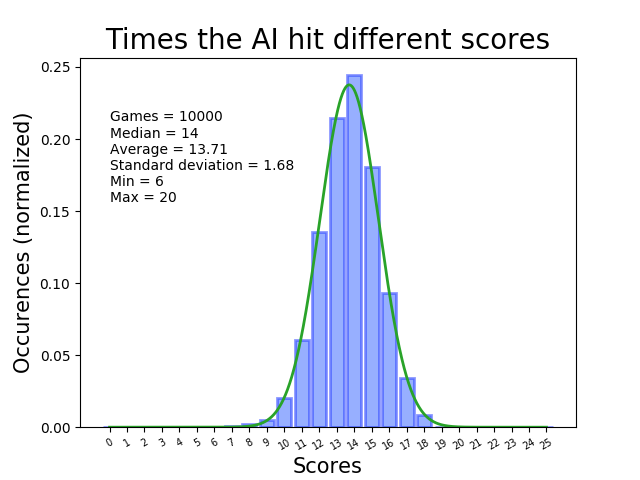 Times the AI hit different scores
Occurences (normalized)
0.25
0.20
0.15
0.10
0.05
0.00
Games = 10000
Median = 14
Average = 13.71
Standard deviation = 1.68
Min = 6
Max = 20
0 1 2 3 4 5 6 7 8 9 10 11 12 13 14 15 16 17 18 19 20 21 22 23 24 25
Scores